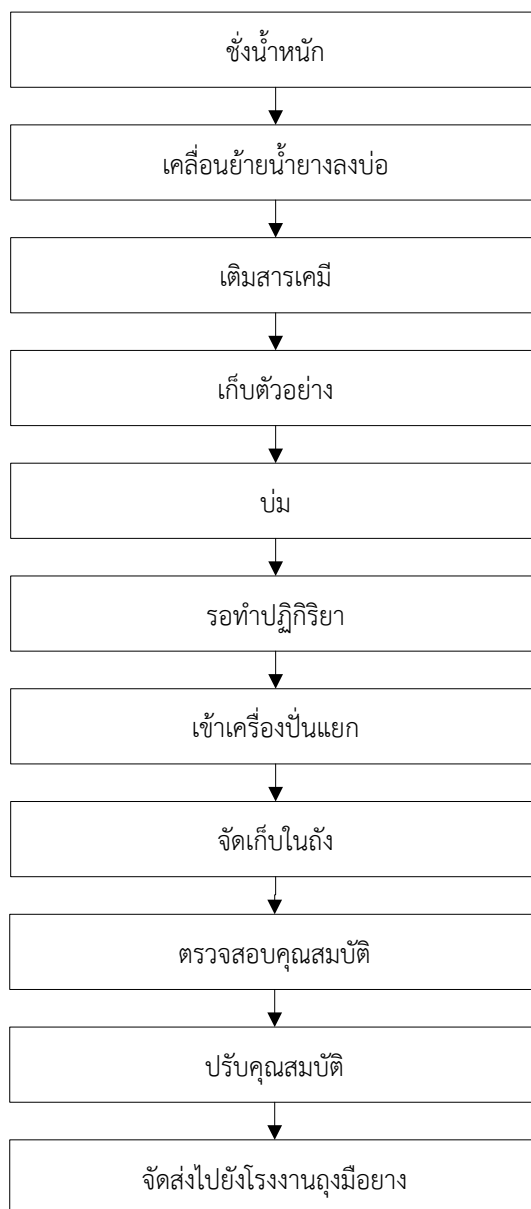 ชั่งน้ำหนัก
เคลื่อนย้ายน้ำยางลงบ่อ
เติมสารเคมี
เก็บตัวอย่าง
บ่ม
รอทำปฏิกิริยา
เข้าเครื่องปั่นแยก
จัดเก็บในถัง
ตรวจสอบคุณสมบัติ
ปรับคุณสมบัติ
จัดส่งไปยังโรงงานถุงมือยาง